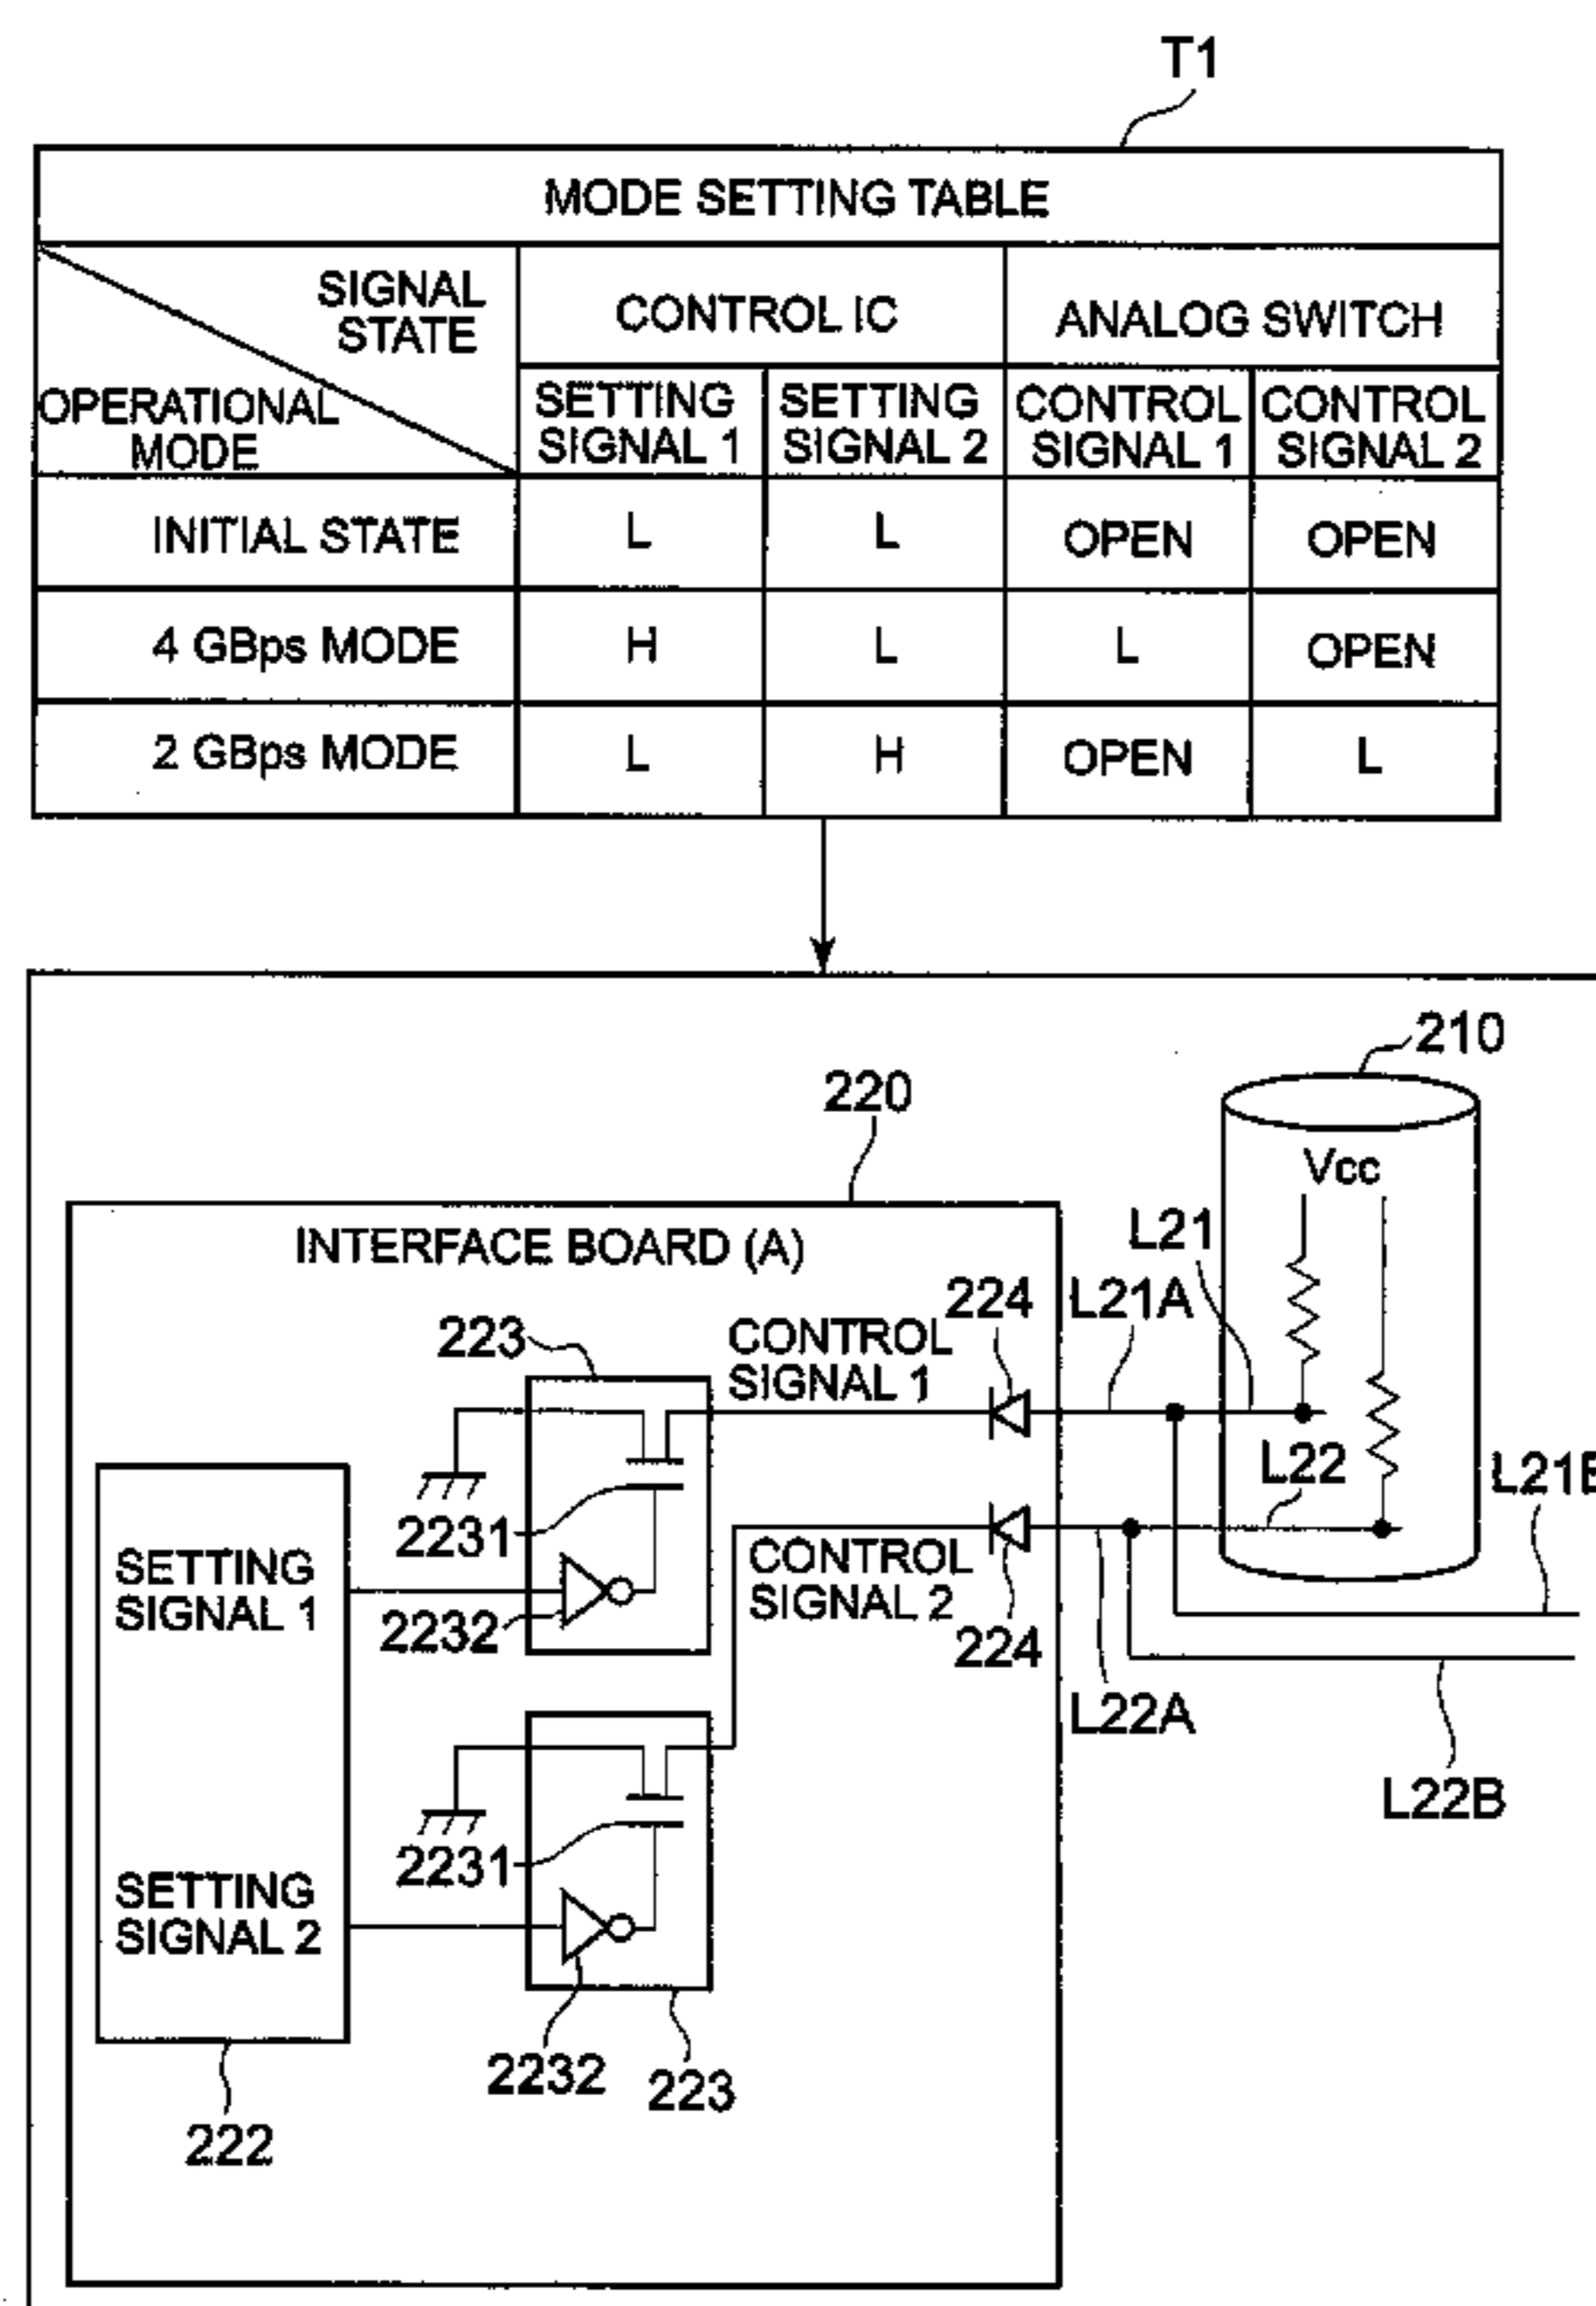 T1
MODE SETTING TABLE
SIGNAL
STATE
OPERATIONAL
MODE
CONTROL IC
ANALOG SWITCH
SETTING
SIGNAL 1
SETTING
SIGNAL 2
CONTROL
SIGNAL 1
CONTROL
SIGNAL 2
INITIAL STATE L L OPEN OPEN
4 GBps MODE H L L OPEN
2 GBps MODE L H OPEN L
210
220
Vcc
INTERFACE BOARD (A)
L21
224
L21A
223
CONTROL
SIGNAL 1
L22
L21B
2231
SETTING
SIGNAL 1
CONTROL
SIGNAL 2
2232
224
L22A
L22B
2231
SETTING
SIGNAL 2
2232
223
222